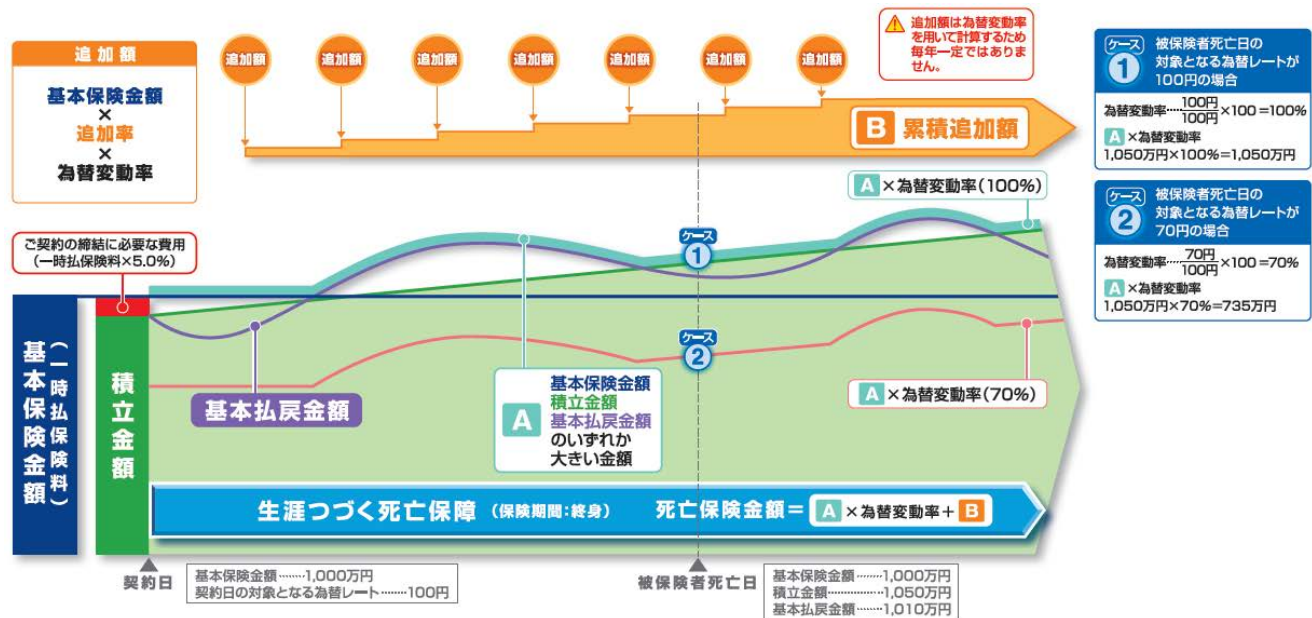 追加額
基本保険金額
×
追加率
×
為替変動率
追加額
追加額
追加額
追加額
追加額
追加額
追加額
追加額は為替変動率
を用いて計算するため
毎年一定ではありま
せん。
B 累積追加額
ケース
1
被保険者死亡日の
対象となる為替レートが
100円の場合
為替変動率……100円/100円×100=100%
A×為替変動率
1,050万円×100%=1,050万円
ケース
2
被保険者死亡日の
対象となる為替レートが
70円の場合
為替変動率……70円/100円×100=70%
A×為替変動率
1,050万円×70%=735万円
A×為替変動率(100%)
ご契約の締結に必要な費用
(一時払保険料×5.0%)
ケース
1
ケース
2
基本保険金額
(一時払保険料)
積立金額
基本払戻金額
A
基本保険金額
積立金額
基本払戻金額
のいずれか
大きい金額
A×為替変動率(70%)
生涯つづく死亡保障 (保険期間:終身) 死亡保険金額=A×為替変動率+B
契約日
基本保険金額……1,000万円
契約日の対象となる為替レート……100円
被保険者死亡日
基本保険金額……1,000万円
積立金額……1,050万円
基本払戻金額……1,010万円